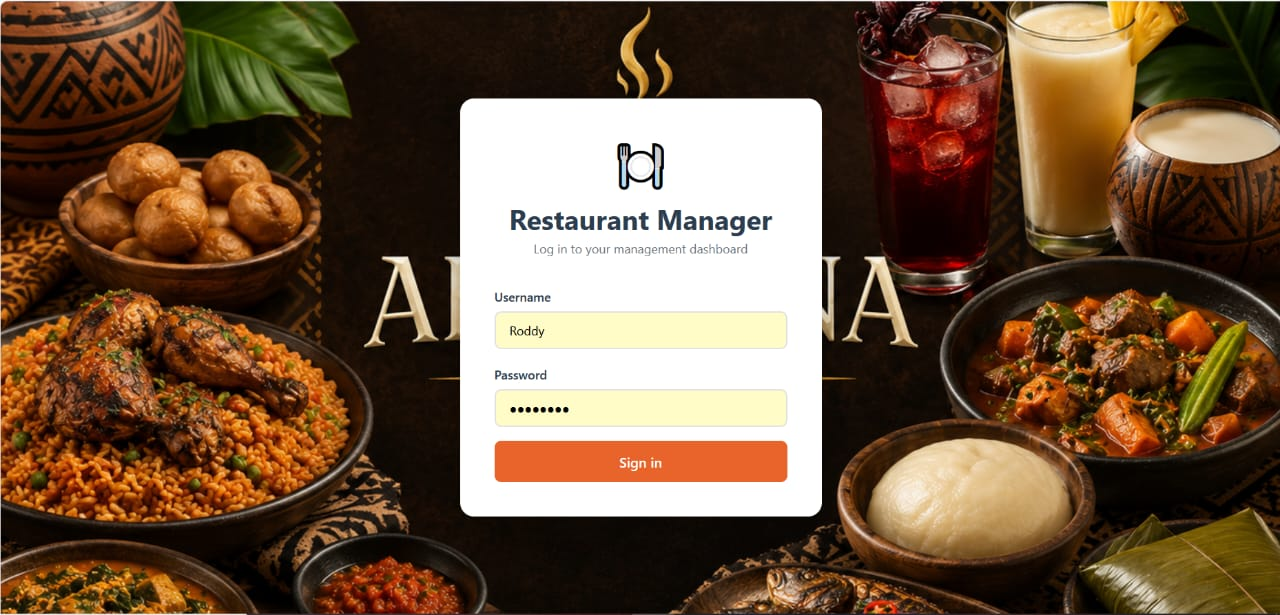 Restaurant Manager
Log in to your management dashboard
Username
Roddy
Password
••••••••
Sign in